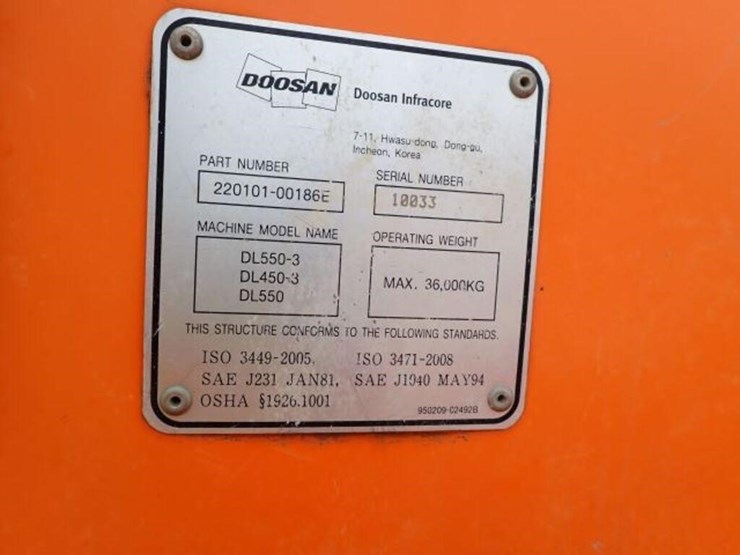 DOOSAN Doosan Infracore
7-11, Hwasu-dong, Dong-gu,
Incheon, Korea
PART NUMBER
220101-00186E
SERIAL NUMBER
10033
MACHINE MODEL NAME
DL550-3
DL450-3
DL550
OPERATING WEIGHT
MAX. 36,000KG
THIS STRUCTURE CONFORMS TO THE FOLLOWING STANDARDS.
ISO 3449-2005, ISO 3471-2008
SAE J231 JAN81, SAE J1040 MAY94
OSHA §1926.1001
950209-02492B